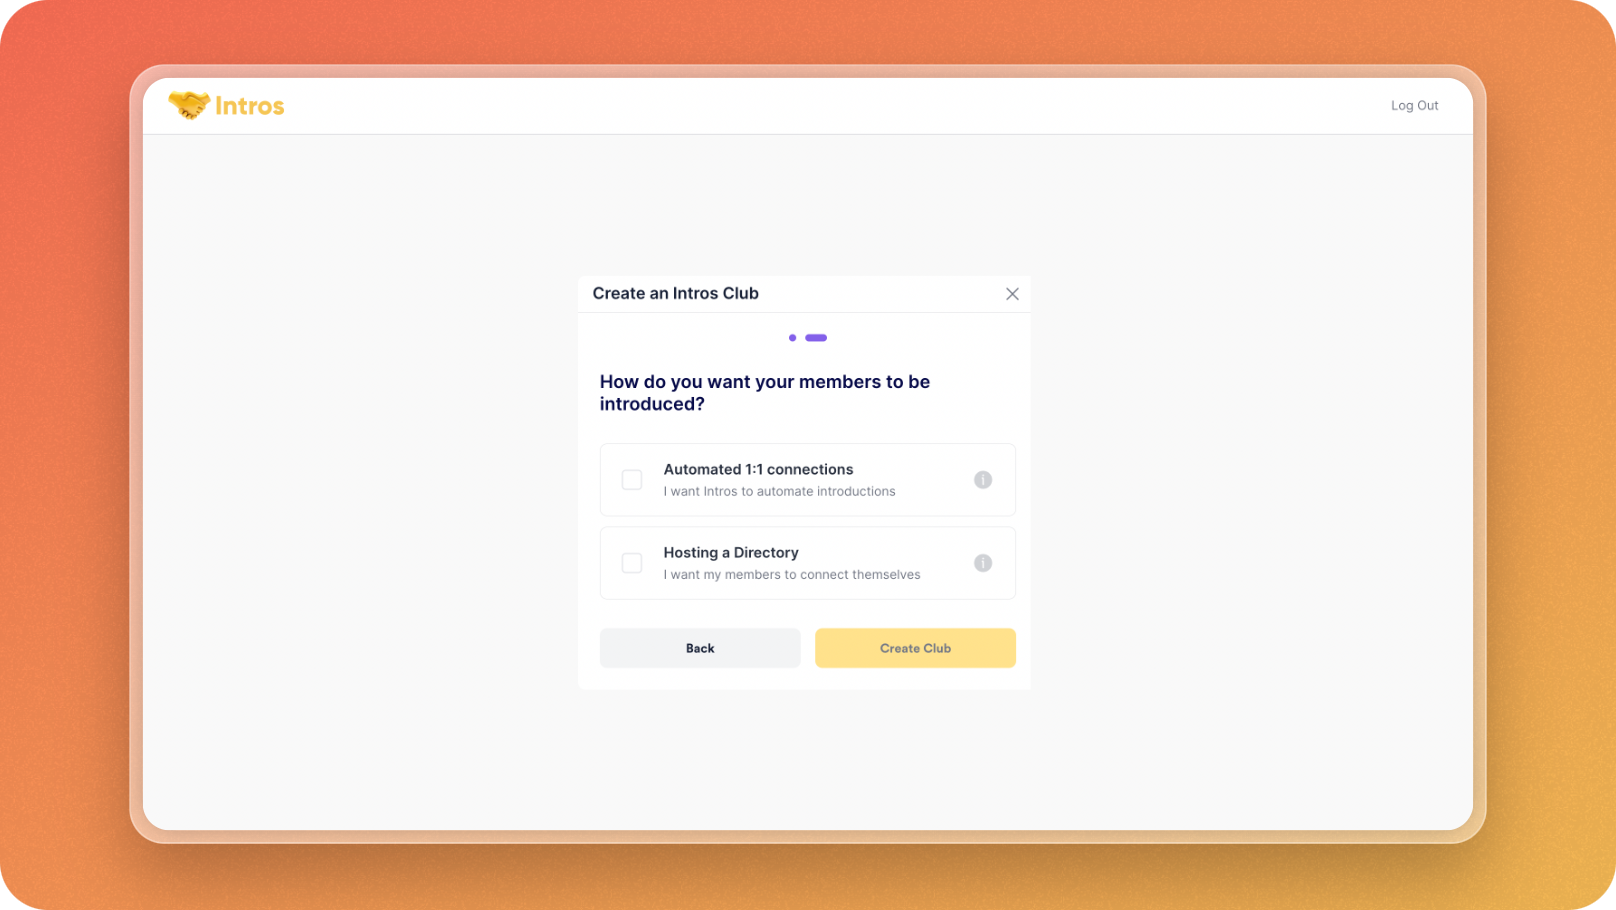 Intros
Log Out
Create an Intros Club
How do you want your members to be
introduced?
Automated 1:1 connections
I want Intros to automate introductions
Hosting a Directory
I want my members to connect themselves
Back
Create Club